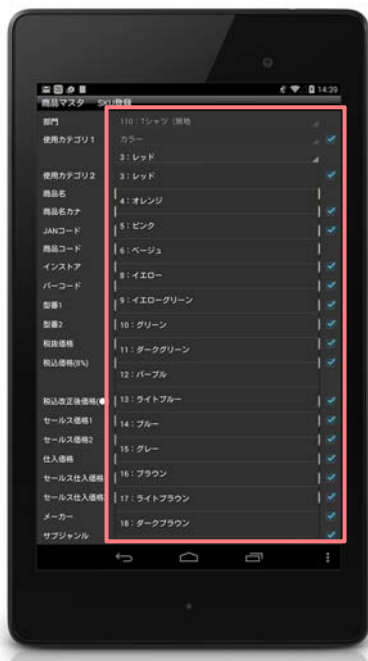 14:39
商品マスタ SKU登録
部門 110:Tシャツ (無地
使用カテゴリ1 カラー
3:レッド
使用カテゴリ2 3:レッド
商品名 4:オレンジ
商品名カナ 5:ピンク
JANコード
商品コード 6:ベージュ
インストア 8:イエロー
バーコード
型番1 9:イエローグリーン
型番2 10:グリーン
税抜価格 11:ダークグリーン
税込価格(8%)
12:パープル
税込改正後価格(● 13:ライトブルー
セールス価格1 14:ブルー
セールス価格2
仕入価格 15:グレー
セールス仕入価格 16:ブラウン
セールス仕入価格 17:ライトブラウン
メーカー 18:ダークブラウン
サブジャンル